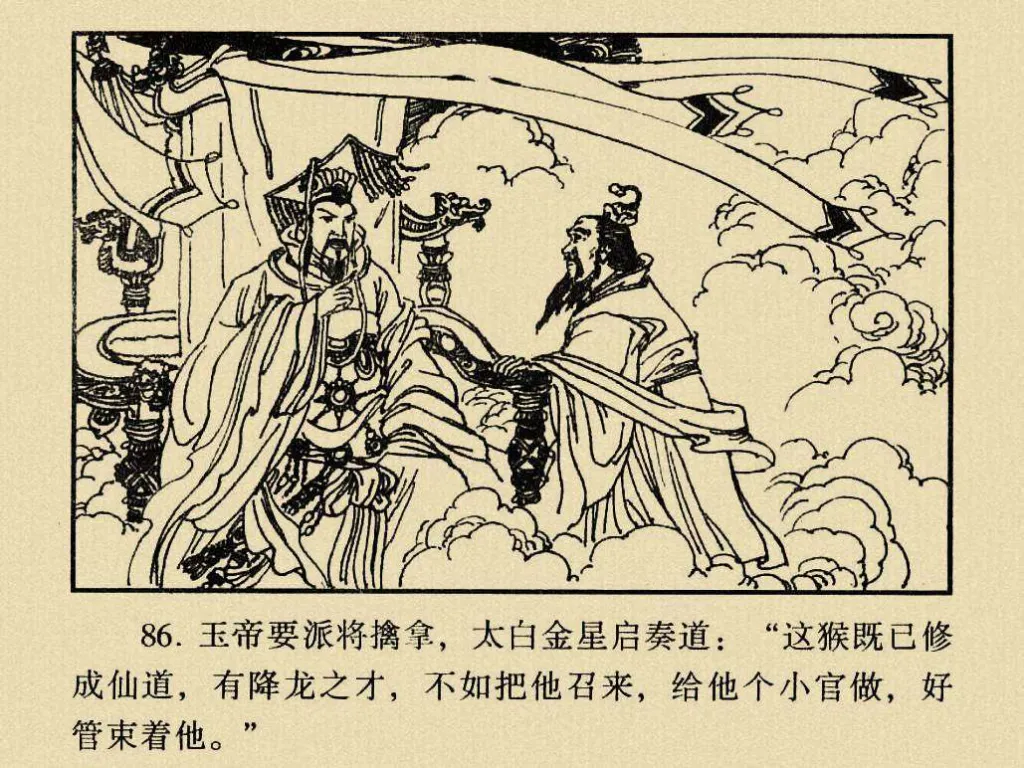 86. 玉帝要派将擒拿，太白金星启奏道：“这猴既已修
成仙道，有降龙之才，不如把他召来，给他个小官做，好
管束着他。”